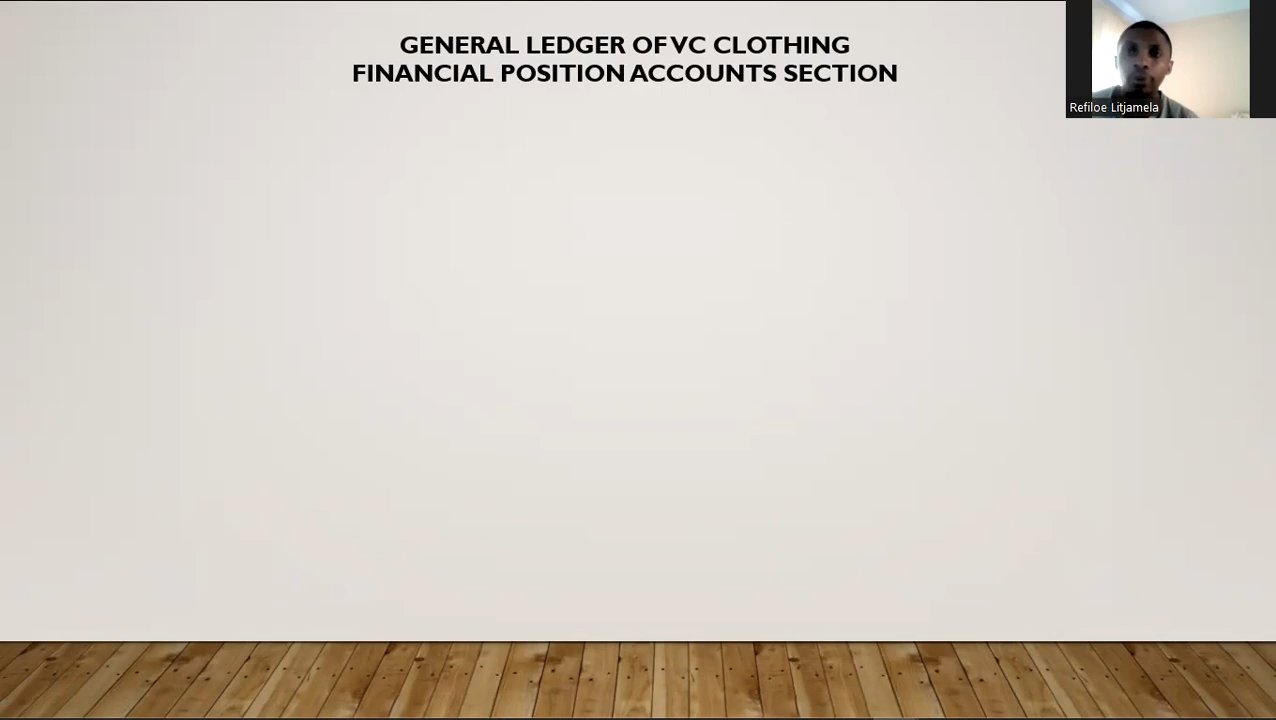 GENERAL LEDGER OF VC CLOTHING
FINANCIAL POSITION ACCOUNTS SECTION
Refiloe Litjamela